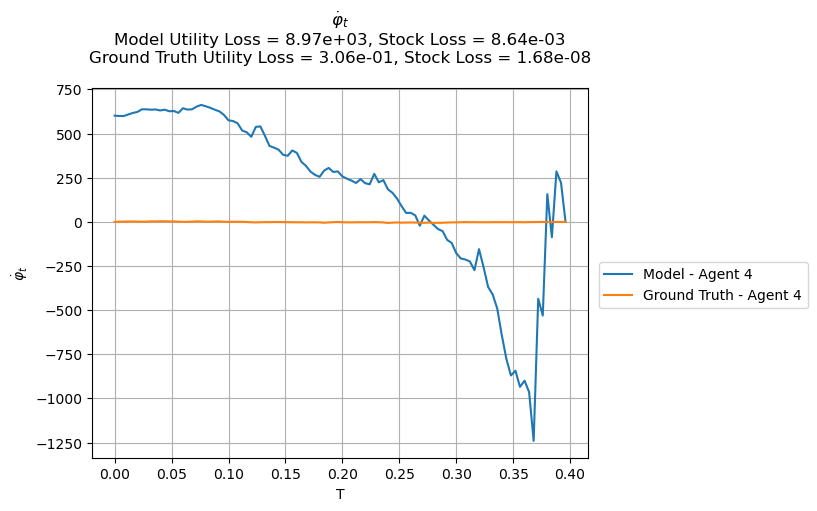 φ̇ₜ
Model Utility Loss = 8.97e+03, Stock Loss = 8.64e-03
Ground Truth Utility Loss = 3.06e-01, Stock Loss = 1.68e-08
750
500
250
0
−250
−500
−750
−1000
−1250
φ̇ₜ
0.00 0.05 0.10 0.15 0.20 0.25 0.30 0.35 0.40
T
Model - Agent 4
Ground Truth - Agent 4